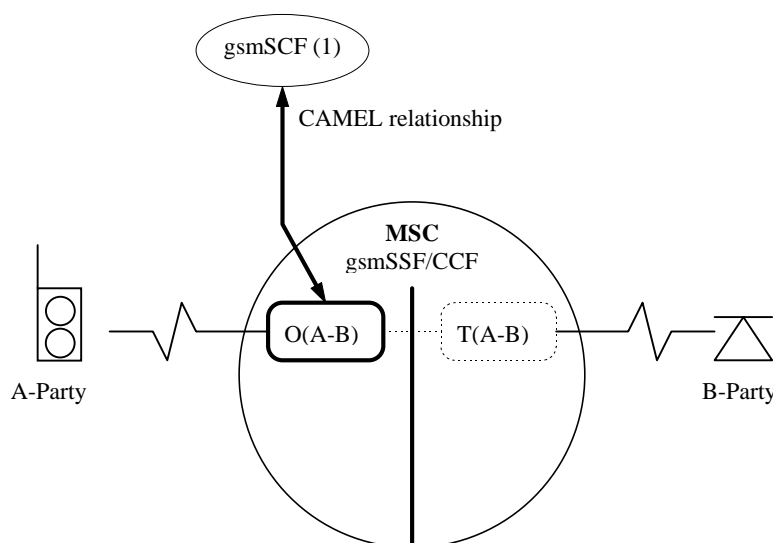 gsmSCF (1)
CAMEL relationship
MSC
gsmSSF/CCF
O(A-B)
T(A-B)
A-Party
B-Party